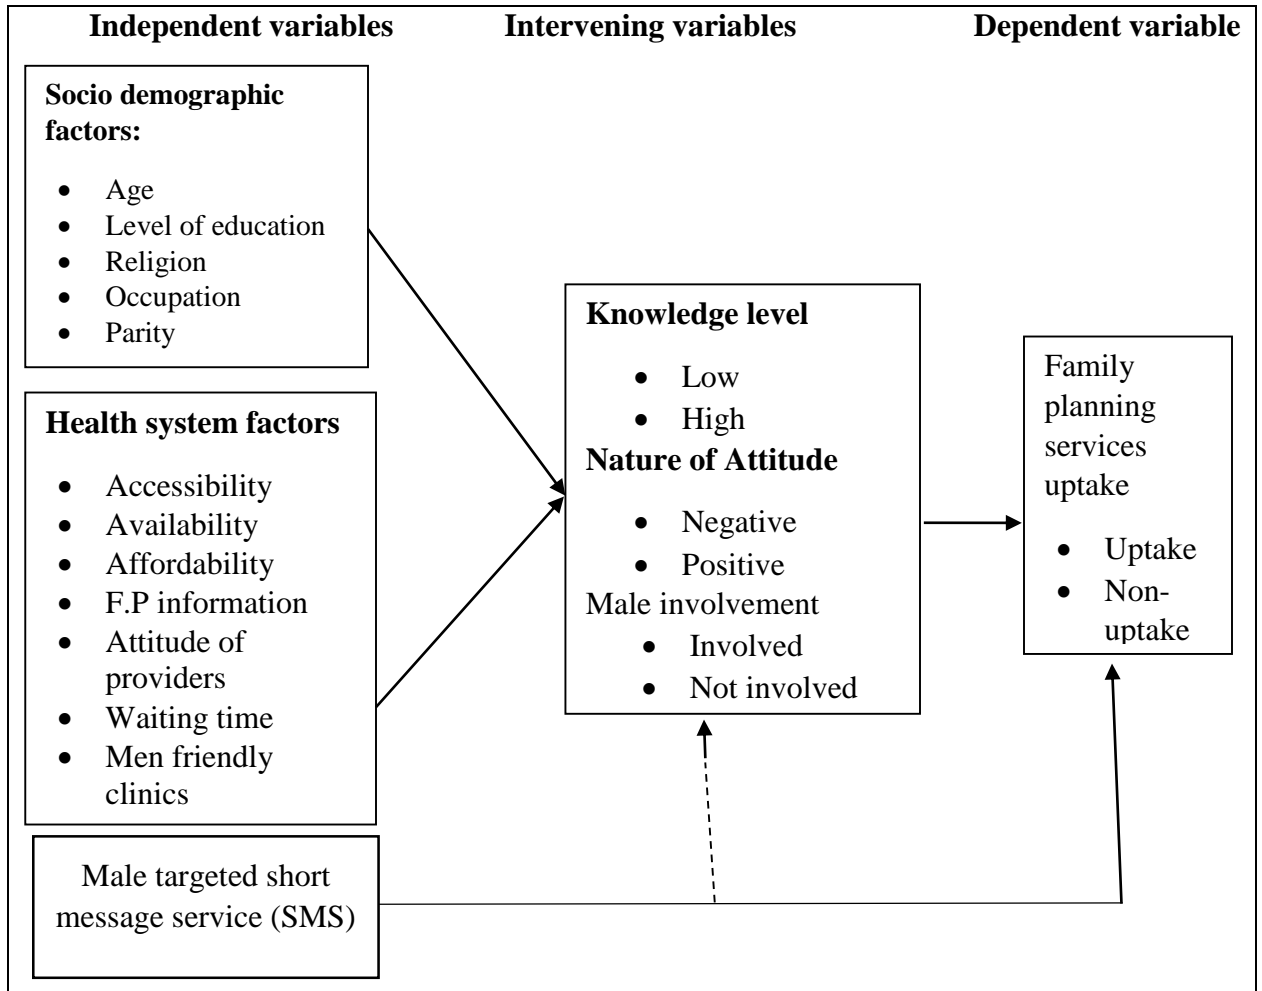 Independent variables
Intervening variables
Dependent variable
Socio demographic
factors:
• Age
• Level of education
• Religion
• Occupation
• Parity
Health system factors
• Accessibility
• Availability
• Affordability
• F.P information
• Attitude of
providers
• Waiting time
• Men friendly
clinics
Male targeted short
message service (SMS)
Knowledge level
• Low
• High
Nature of Attitude
• Negative
• Positive
Male involvement
• Involved
• Not involved
Family
planning
services
uptake
• Uptake
• Non-
uptake